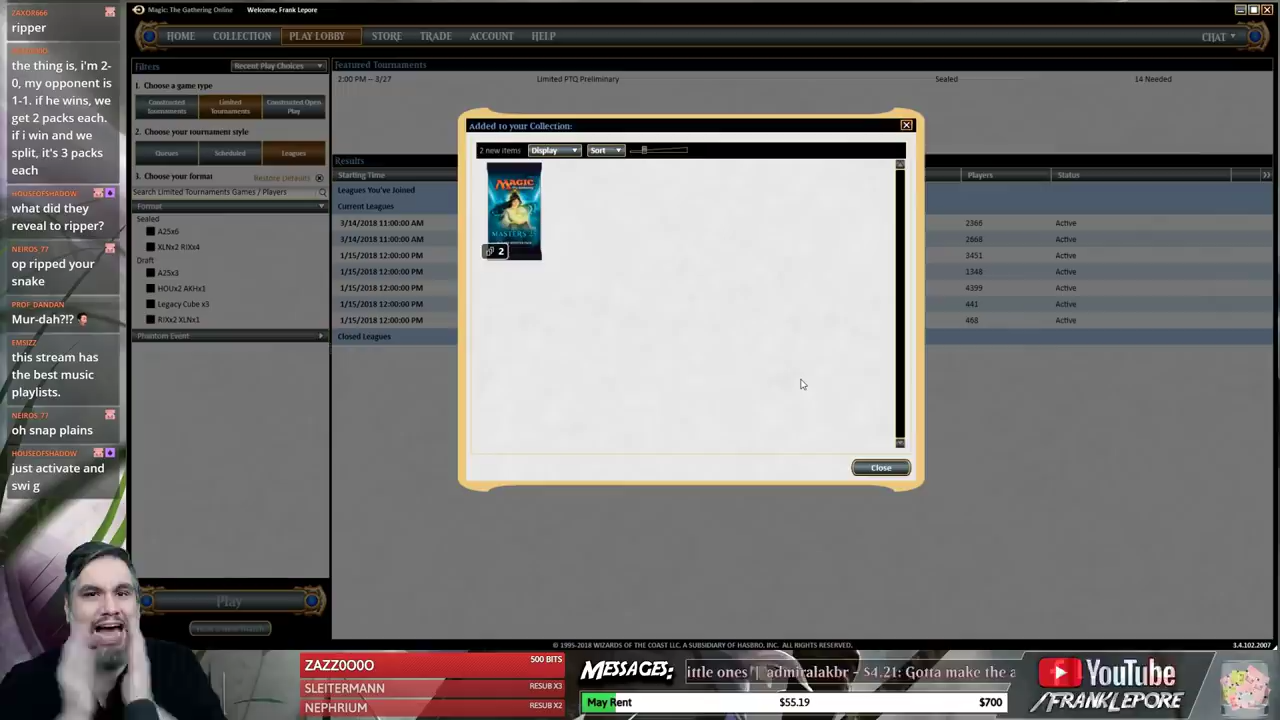 ZAXOR666
ripper
the thing is, i'm 2-
0, my opponent is
1-1. if he wins, we
get 2 packs each.
if i win and we
split, it's 3 packs
each
HOUSEOFSHADOW
what did they
reveal to ripper?
NEIROS_77
op ripped your
snake
PROF_DANDAN
Mur-dah?!?
EMSIZZ
this stream has
the best music
playlists.
NEIROS_77
oh snap plains
HOUSEOFSHADOW
just activate and
swi g
Magic: The Gathering Online Welcome, Frank Lepore
HOME COLLECTION PLAY LOBBY STORE TRADE ACCOUNT HELP CHAT
Filters Recent Play Choices
1. Choose a game type
Constructed Tournaments
Limited Tournaments
Constructed Open Play
2. Choose your tournament style
Queues Scheduled Leagues
3. Choose your format Restore Defaults
Search Limited Tournaments Games / Players
Format
Sealed
A25x6
XLNx2 RIXx4
Draft
A25x3
HOUx2 AKHx1
Legacy Cube x3
RIXx2 XLNx1
Phantom Event
Play
Featured Tournaments
2:00 PM -- 3/27 Limited PTQ Preliminary Sealed 14 Needed
Results
Starting Time Players Status
Leagues You've Joined
Current Leagues
3/14/2018 11:00:00 AM 2366 Active
3/14/2018 11:00:00 AM 2668 Active
1/15/2018 12:00:00 PM 3451 Active
1/15/2018 12:00:00 PM 1348 Active
1/15/2018 12:00:00 PM 4399 Active
1/15/2018 12:00:00 PM 441 Active
1/15/2018 12:00:00 PM 468 Active
Closed Leagues
Added to your Collection:
2 new items Display Sort
MAGIC
MASTERS 25
2
Close
© 1995-2018 WIZARDS OF THE COAST LLC, A SUBSIDIARY OF HASBRO, INC. ALL RIGHTS RESERVED. 3.4.102.2007
ZAZZ0O0O 500 BITS
SLEITERMANN RESUB X3
NEPHRIUM RESUB X2
MESSAGES: ittle ones | admiralakbr - $4.21: Gotta make the a
May Rent $55.19 $700
YouTube
/FRANKLEPORE